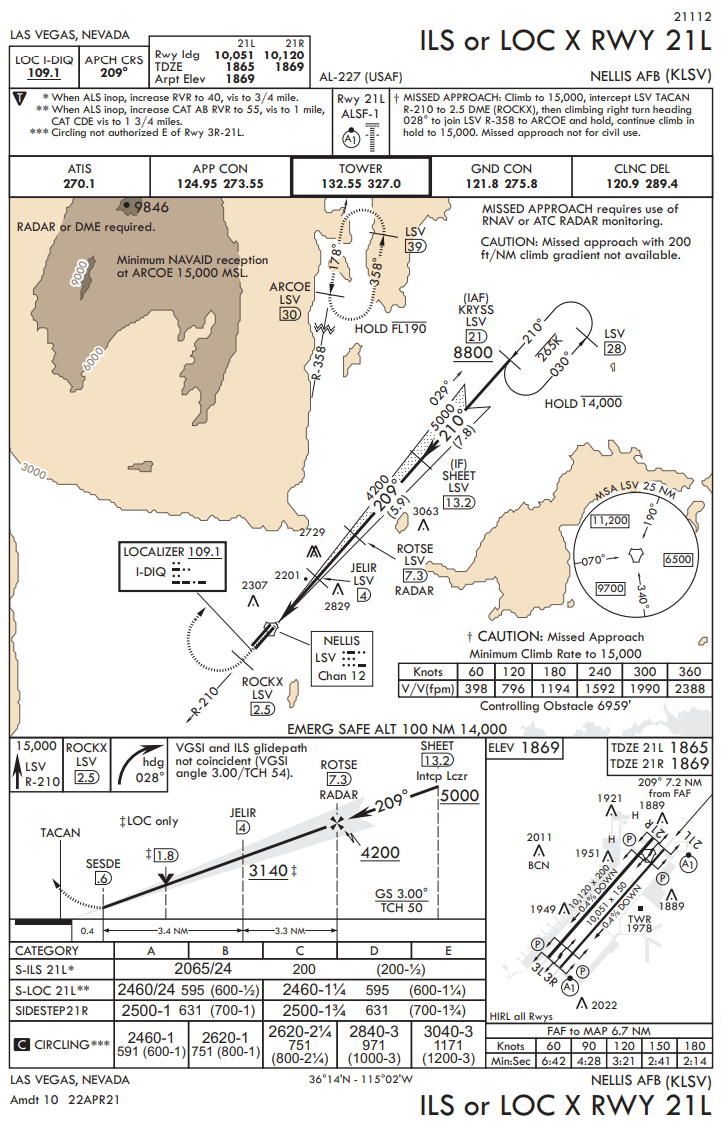 21112
LAS VEGAS, NEVADA
ILS or LOC X RWY 21L
LOC I-DIQ
109.1
APCH CRS
209°
21L 21R
Rwy ldg 10,051 10,120
TDZE 1865 1869
Arpt Elev 1869
AL-227 (USAF)
NELLIS AFB (KLSV)
T
* When ALS inop, increase RVR to 40, vis to 3/4 mile.
** When ALS inop, increase CAT AB RVR to 55, vis to 1 mile,
CAT CDE vis to 1 3/4 miles.
*** Circling not authorized E of Rwy 3R-21L.
Rwy 21L
ALSF-1
A1
† MISSED APPROACH: Climb to 15,000, intercept LSV TACAN
R-210 to 2.5 DME (ROCKX), then climbing right turn heading
028° to join LSV R-358 to ARCOE and hold, continue climb in
hold to 15,000. Missed approach not for civil use.
ATIS
270.1
APP CON
124.95 273.55
TOWER
132.55 327.0
GND CON
121.8 275.8
CLNC DEL
120.9 289.4
9846
RADAR or DME required.
Minimum NAVAID reception
at ARCOE 15,000 MSL.
9000
6000
3000
MISSED APPROACH requires use of
RNAV or ATC RADAR monitoring.
CAUTION: Missed approach with 200
ft/NM climb gradient not available.
LSV
39
178°
358°
ARCOE
LSV
30
HOLD FL190
R-358
(IAF)
KRYSS
LSV
21
8800
210°
265K
030°
LSV
28
HOLD 14,000
029°
5000
210°
(7.8)
(IF)
SHEET
LSV
13.2
4200
209°
(5.9)
3063
ROTSE
LSV
7.3
RADAR
2729
JELIR
LSV
4
2201
2829
2307
LOCALIZER 109.1
I-DIQ
NELLIS
LSV
Chan 12
ROCKX
LSV
2.5
R-210
MSA LSV 25 NM
11,200
190°
070°
6500
9700
340°
† CAUTION: Missed Approach
Minimum Climb Rate to 15,000
Knots 60 120 180 240 300 360
V/V(fpm) 398 796 1194 1592 1990 2388
Controlling Obstacle 6959'
EMERG SAFE ALT 100 NM 14,000
15,000
LSV
R-210
ROCKX
LSV
2.5
hdg
028°
VGSI and ILS glidepath
not coincident (VGSI
angle 3.00/TCH 54).
SHEET
13.2
Intcp Lczr
ROTSE
7.3
RADAR
209°
5000
4200
‡LOC only
JELIR
4
3140 ‡
‡ 1.8
TACAN
SESDE
.6
GS 3.00°
TCH 50
0.4
3.4 NM
3.3 NM
CATEGORY A B C D E
S-ILS 21L* 2065/24 200 (200-½)
S-LOC 21L** 2460/24 595 (600-½) 2460-1¼ 595 (600-1¼)
SIDESTEP21R 2500-1 631 (700-1) 2500-1¾ 631 (700-1¾)
C CIRCLING***
2460-1
591 (600-1)
2620-1
751 (800-1)
2620-2¼
751
(800-2¼)
2840-3
971
(1000-3)
3040-3
1171
(1200-3)
ELEV 1869
TDZE 21L 1865
TDZE 21R 1869
209° 7.2 NM
from FAF
1921
1889
H
21R
21L
P
A1
2011
BCN
H
1951
P
P
10,120 x 200
0.4% DOWN
10,051 x 150
0.4% DOWN
1889
1949
TWR
1978
P
P
3L
3R
A1
2022
HIRL all Rwys
FAF to MAP 6.7 NM
Knots 60 90 120 150 180
Min:Sec 6:42 4:28 3:21 2:41 2:14
LAS VEGAS, NEVADA
36°14'N - 115°02'W
NELLIS AFB (KLSV)
Amdt 10 22APR21
ILS or LOC X RWY 21L